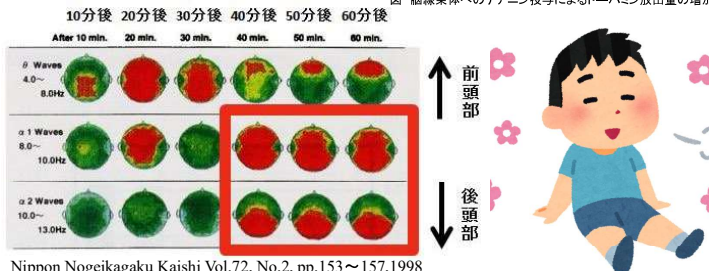 10分後 20分後 30分後 40分後 50分後 60分後
After 10 min. 20 min. 30 min. 40 min. 50 min. 60 min.
θ Waves
4.0～
8.0Hz
α1 Waves
8.0～
10.0Hz
α2 Waves
10.0～
13.0Hz
前頭部
後頭部
Nippon Nogeikagaku Kaishi Vol.72, No.2, pp.153～157,1998